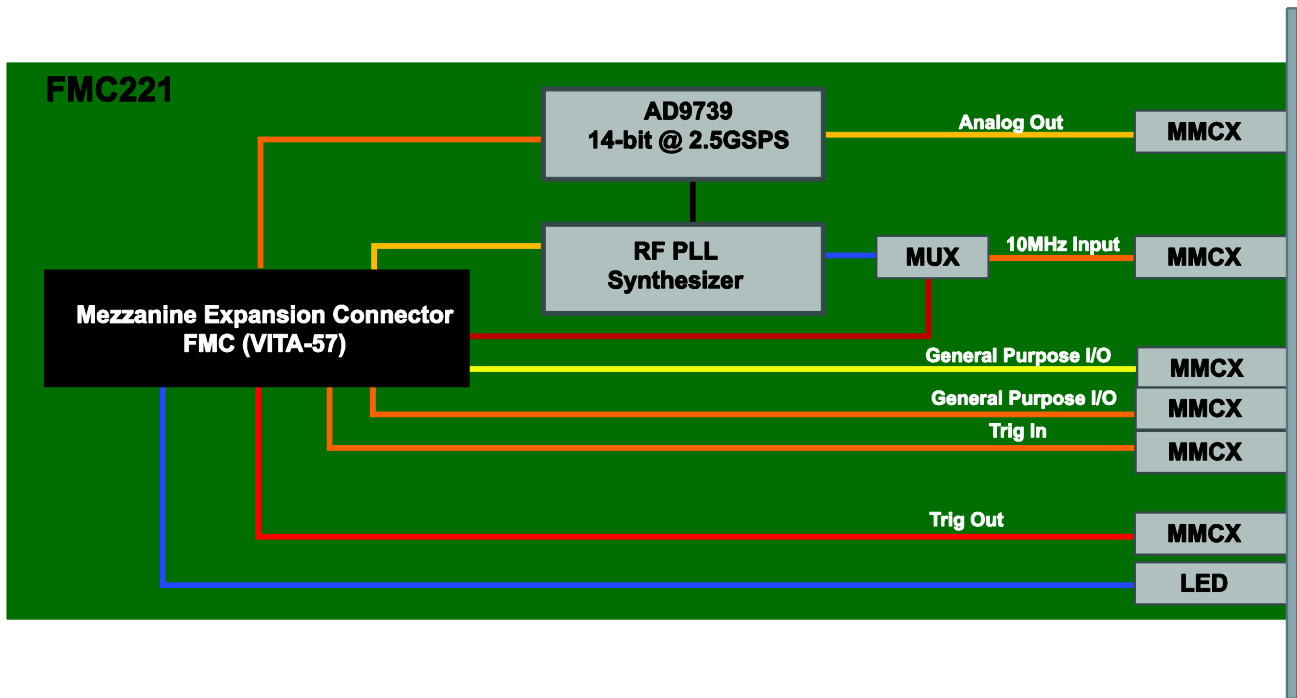 FMC221
AD9739
14-bit @ 2.5GSPS
Analog Out
MMCX
RF PLL
Synthesizer
MUX
10MHz Input
MMCX
Mezzanine Expansion Connector
FMC (VITA-57)
General Purpose I/O
MMCX
General Purpose I/O
MMCX
Trig In
MMCX
Trig Out
MMCX
LED